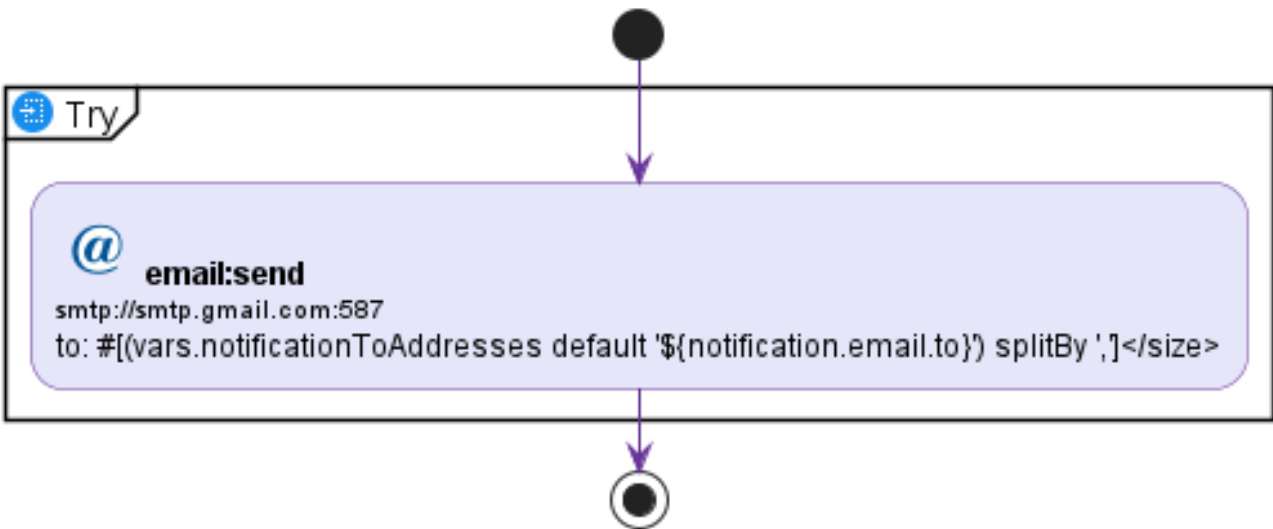 Try
@
email:send
smtp://smtp.gmail.com:587
to: #[(vars.notificationToAddresses default '${notification.email.to}') splitBy ',']</size>